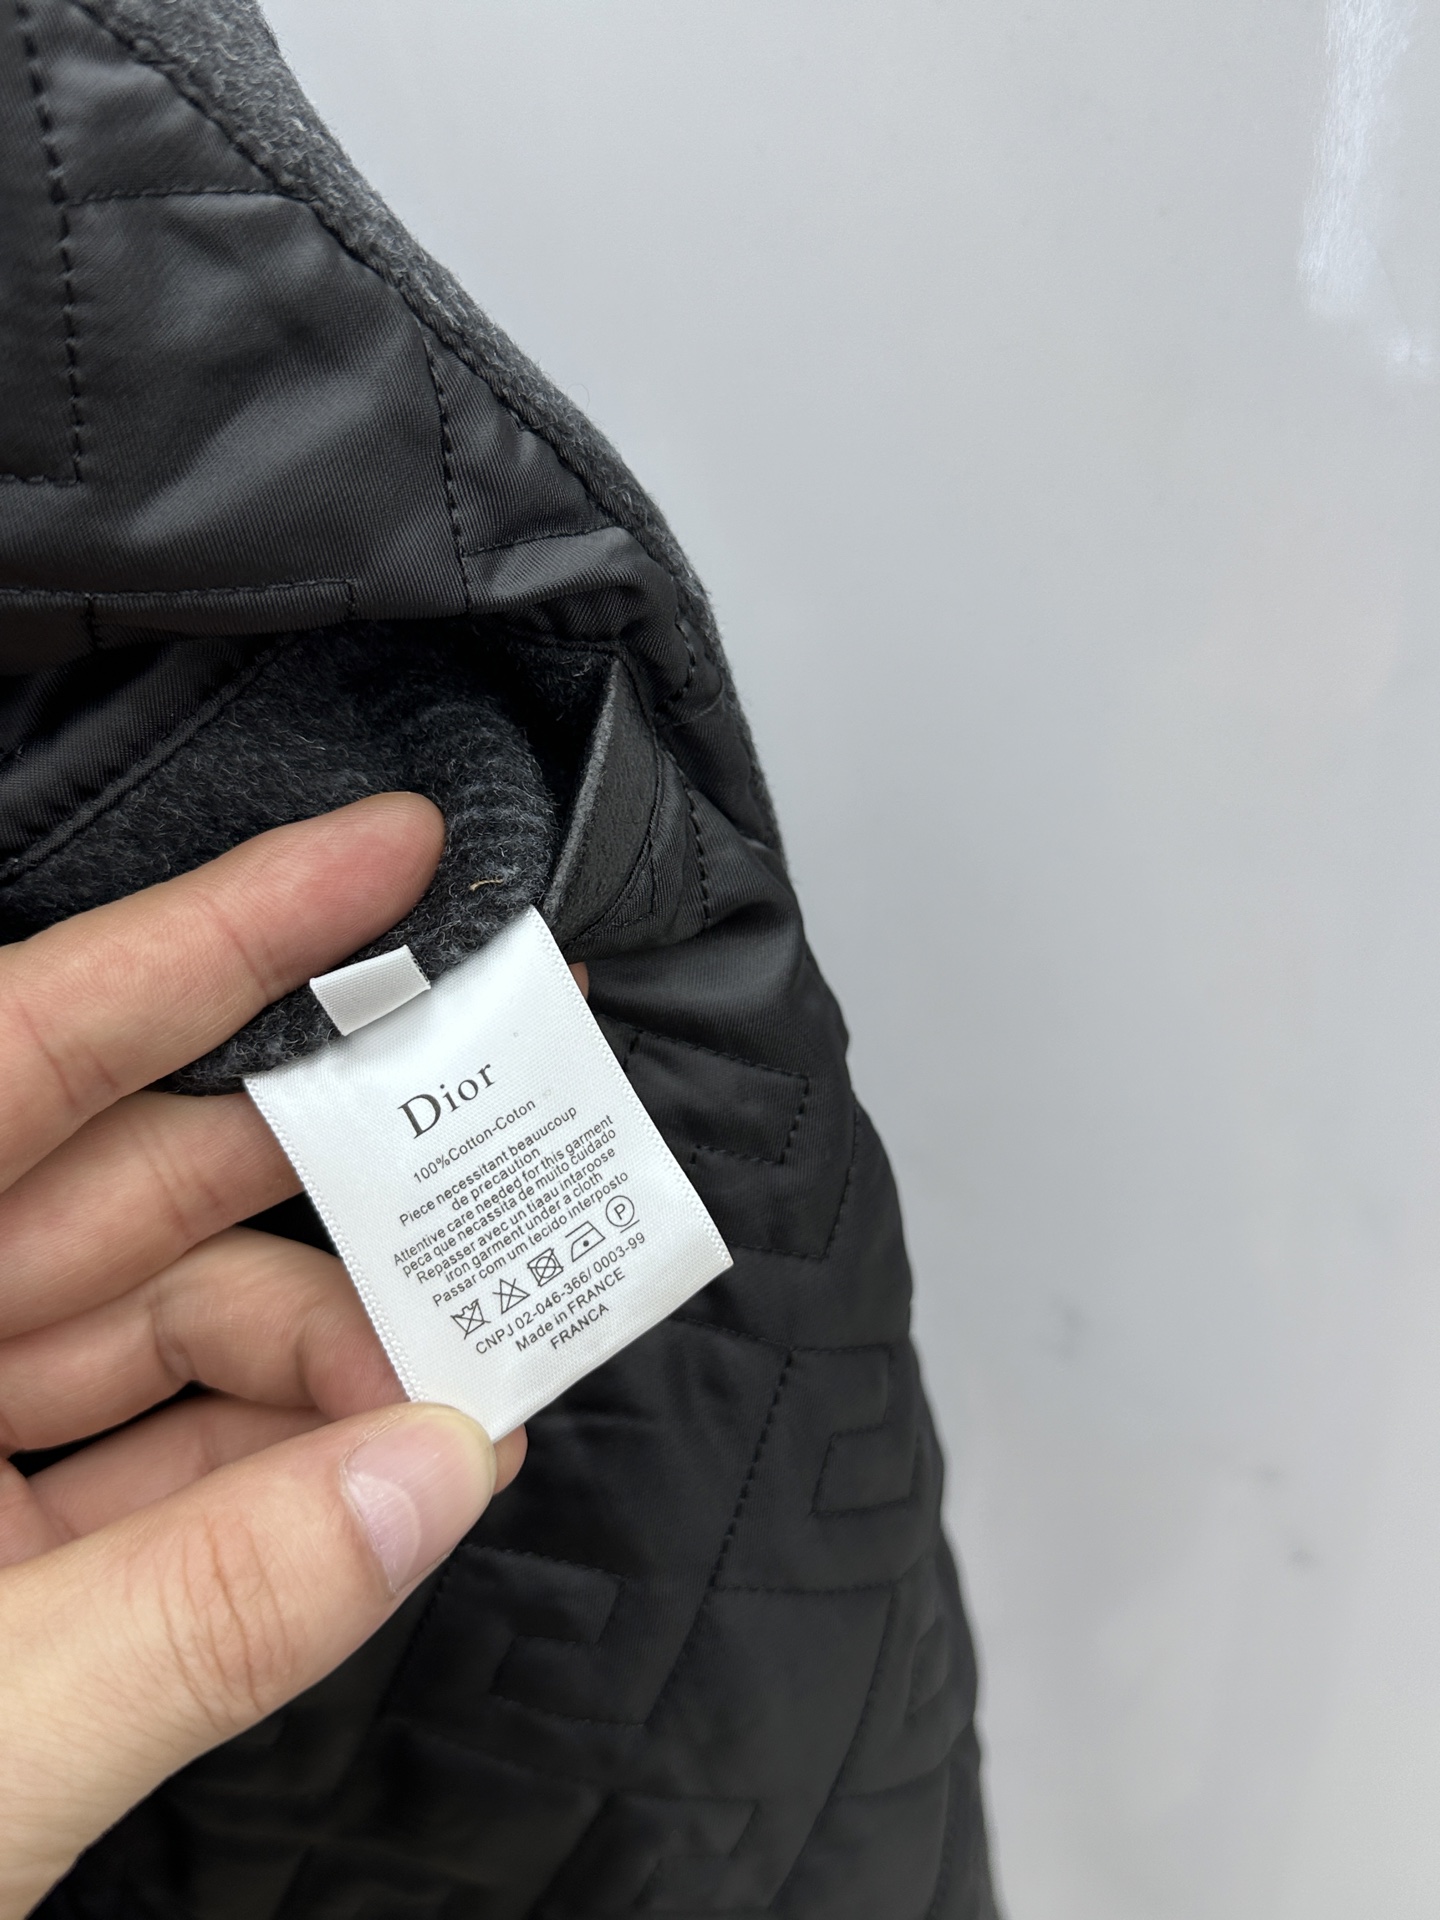 Dior
100%Cotton-Coton
Piece necessitant beauucoup
de precaution
Attentive care needed for this garment
peca que necassita de muito cuidado
Repasser avec un tiaau intaroose
iron garment under a cloth
Passar com um tecido interposto
P
CNPJ 02-046-366/ 0003-99
Made in FRANCE
FRANCA